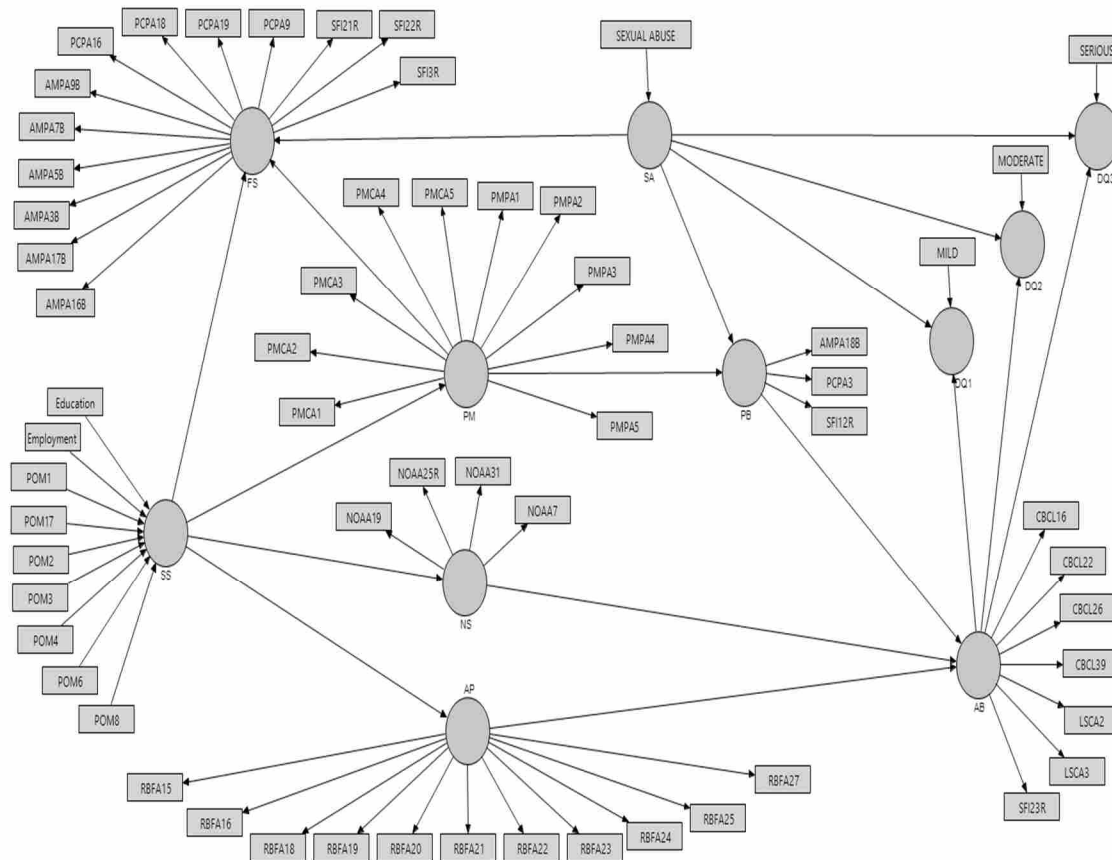 PCPA18
PCPA19
PCPA9
SFI21R
SFI22R
PCPA16
SFI3R
AMPA9B
AMPA7B
AMPA5B
AMPA3B
AMPA17B
AMPA16B
FS
SEXUAL ABUSE
SA
SERIOUS
DQ3
MODERATE
DQ2
MILD
DQ1
PMCA4
PMCA5
PMPA1
PMPA2
PMCA3
PMPA3
PMCA2
PMPA4
PMCA1
PMPA5
PM
AMPA18B
PCPA3
SFI12R
PB
Education
Employment
POM1
POM17
POM2
POM3
POM4
POM6
POM8
SS
NOAA25R
NOAA31
NOAA19
NOAA7
NS
CBCL16
CBCL22
CBCL26
CBCL39
LSCA2
LSCA3
SFI23R
AB
AP
RBFA15
RBFA16
RBFA18
RBFA19
RBFA20
RBFA21
RBFA22
RBFA23
RBFA24
RBFA25
RBFA27